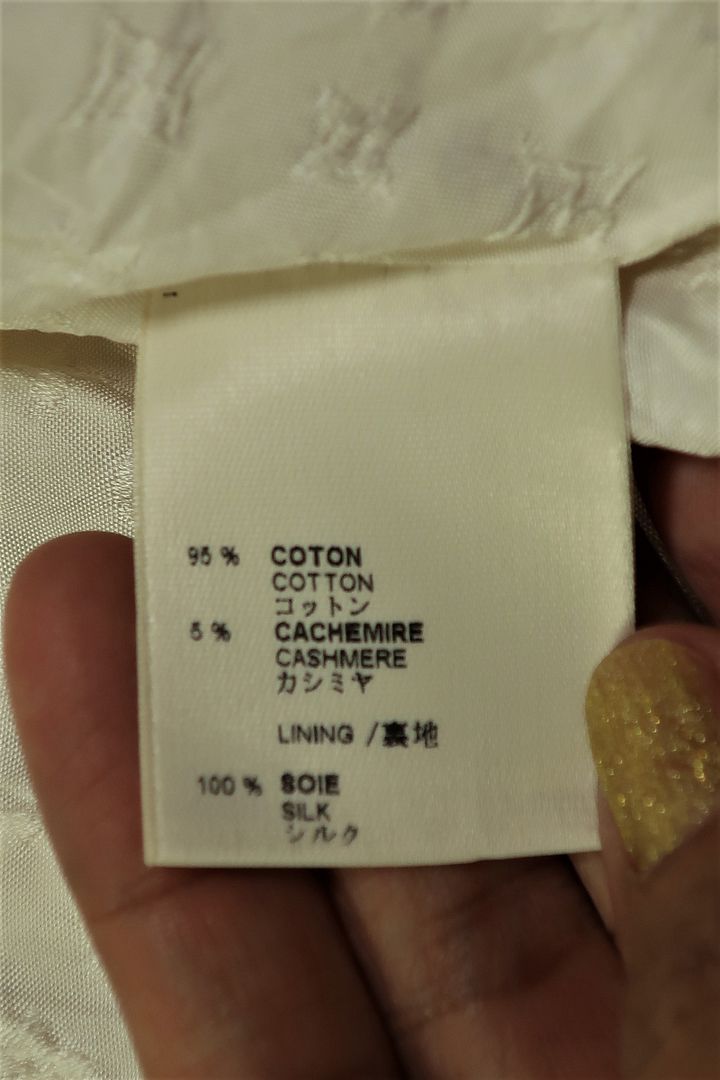 95 % COTON
COTTON
コットン
5 % CACHEMIRE
CASHMERE
カシミヤ
LINING / 裏地
100 % SOIE
SILK
シルク